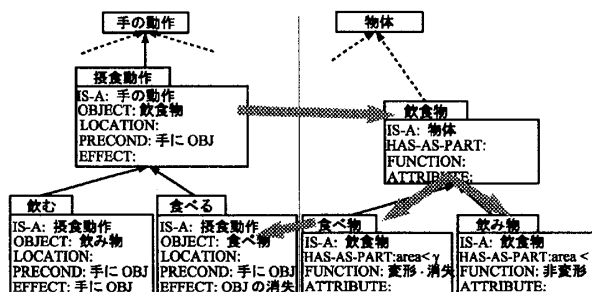 手の動作
物体
摂食動作
IS-A: 手の動作
OBJECT: 飲食物
LOCATION:
PRECOND: 手に OBJ
EFFECT:
飲食物
IS-A: 物体
HAS-AS-PART:
FUNCTION:
ATTRIBUTE:
飲む
IS-A: 摂食動作
OBJECT: 飲み物
LOCATION:
PRECOND: 手に OBJ
EFFECT: 手に OBJ
食べる
IS-A: 摂食動作
OBJECT: 食べ物
LOCATION:
PRECOND: 手に OBJ
EFFECT: OBJ の消失
食べ物
IS-A: 飲食物
HAS-AS-PART:area< γ
FUNCTION: 変形・消失
ATTRIBUTE:
飲み物
IS-A: 飲食物
HAS-AS-PART:area <
FUNCTION: 非変形
ATTRIBUTE: